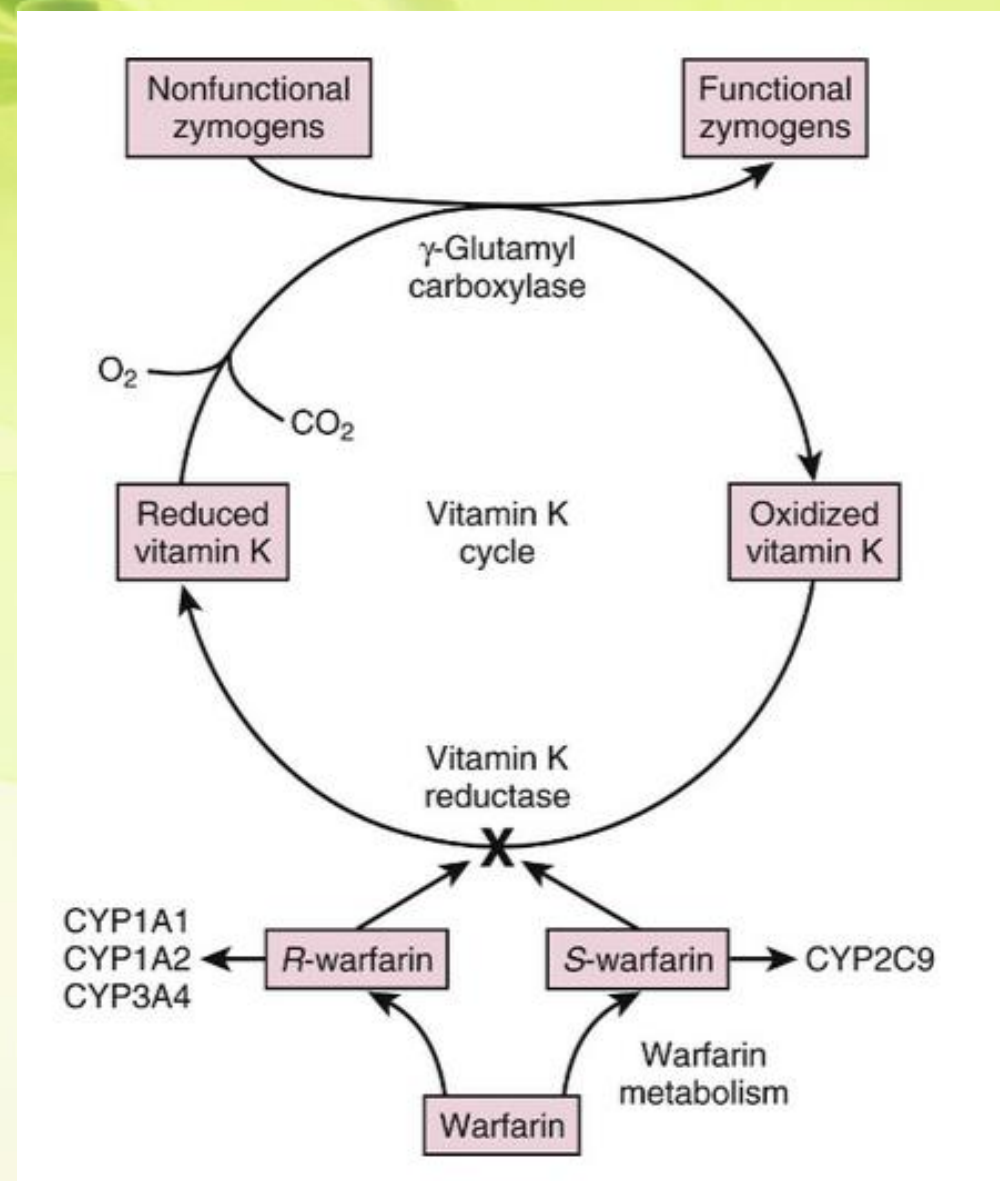 Nonfunctional
zymogens
Functional
zymogens
γ-Glutamyl
carboxylase
O₂
CO₂
Reduced
vitamin K
Vitamin K
cycle
Oxidized
vitamin K
Vitamin K
reductase
X
CYP1A1
CYP1A2
CYP3A4
R-warfarin
S-warfarin
CYP2C9
Warfarin
metabolism
Warfarin